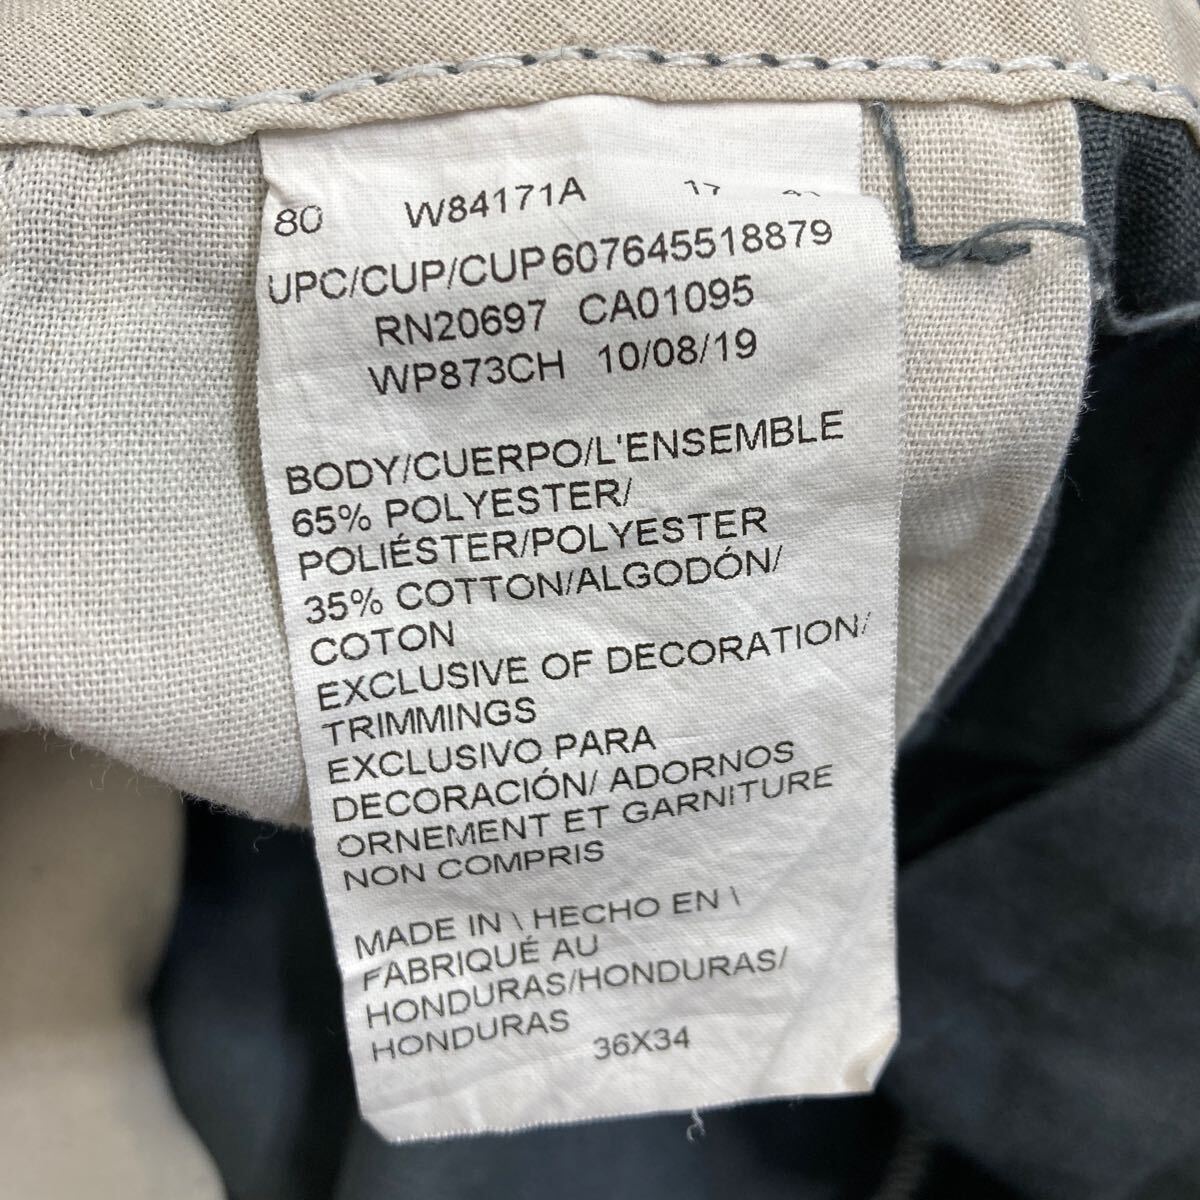 80 W84171A 17
UPC/CUP/CUP607645518879
RN20697 CA01095
WP873CH 10/08/19
BODY/CUERPO/L'ENSEMBLE
65% POLYESTER/
POLIÉSTER/POLYESTER
35% COTTON/ALGODÓN/
COTON
EXCLUSIVE OF DECORATION/
TRIMMINGS
EXCLUSIVO PARA
DECORACIÓN/ ADORNOS
ORNEMENT ET GARNITURE
NON COMPRIS
MADE IN \ HECHO EN \
FABRIQUÉ AU
HONDURAS/HONDURAS/
HONDURAS
36X34